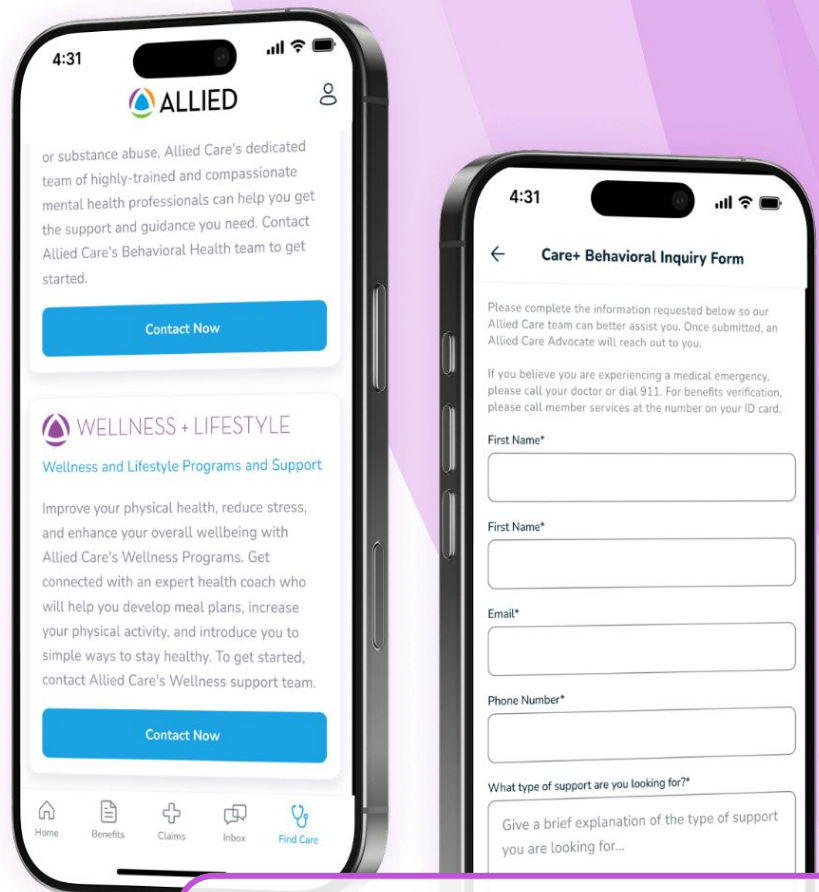 4:31
ALLIED
or substance abuse, Allied Care's dedicated
team of highly-trained and compassionate
mental health professionals can help you get
the support and guidance you need. Contact
Allied Care's Behavioral Health team to get
started.
Contact Now
WELLNESS + LIFESTYLE
Wellness and Lifestyle Programs and Support
Improve your physical health, reduce stress,
and enhance your overall wellbeing with
Allied Care's Wellness Programs. Get
connected with an expert health coach who
will help you develop meal plans, increase
your physical activity, and introduce you to
simple ways to stay healthy. To get started,
contact Allied Care's Wellness support team.
Contact Now
Home Benefits Claims Inbox Find Care
4:31
Care+ Behavioral Inquiry Form
Please complete the information requested below so our
Allied Care team can better assist you. Once submitted, an
Allied Care Advocate will reach out to you.
If you believe you are experiencing a medical emergency,
please call your doctor or dial 911. For benefits verification,
please call member services at the number on your ID card.
First Name*
First Name*
Email*
Phone Number*
What type of support are you looking for?*
Give a brief explanation of the type of support
you are looking for...